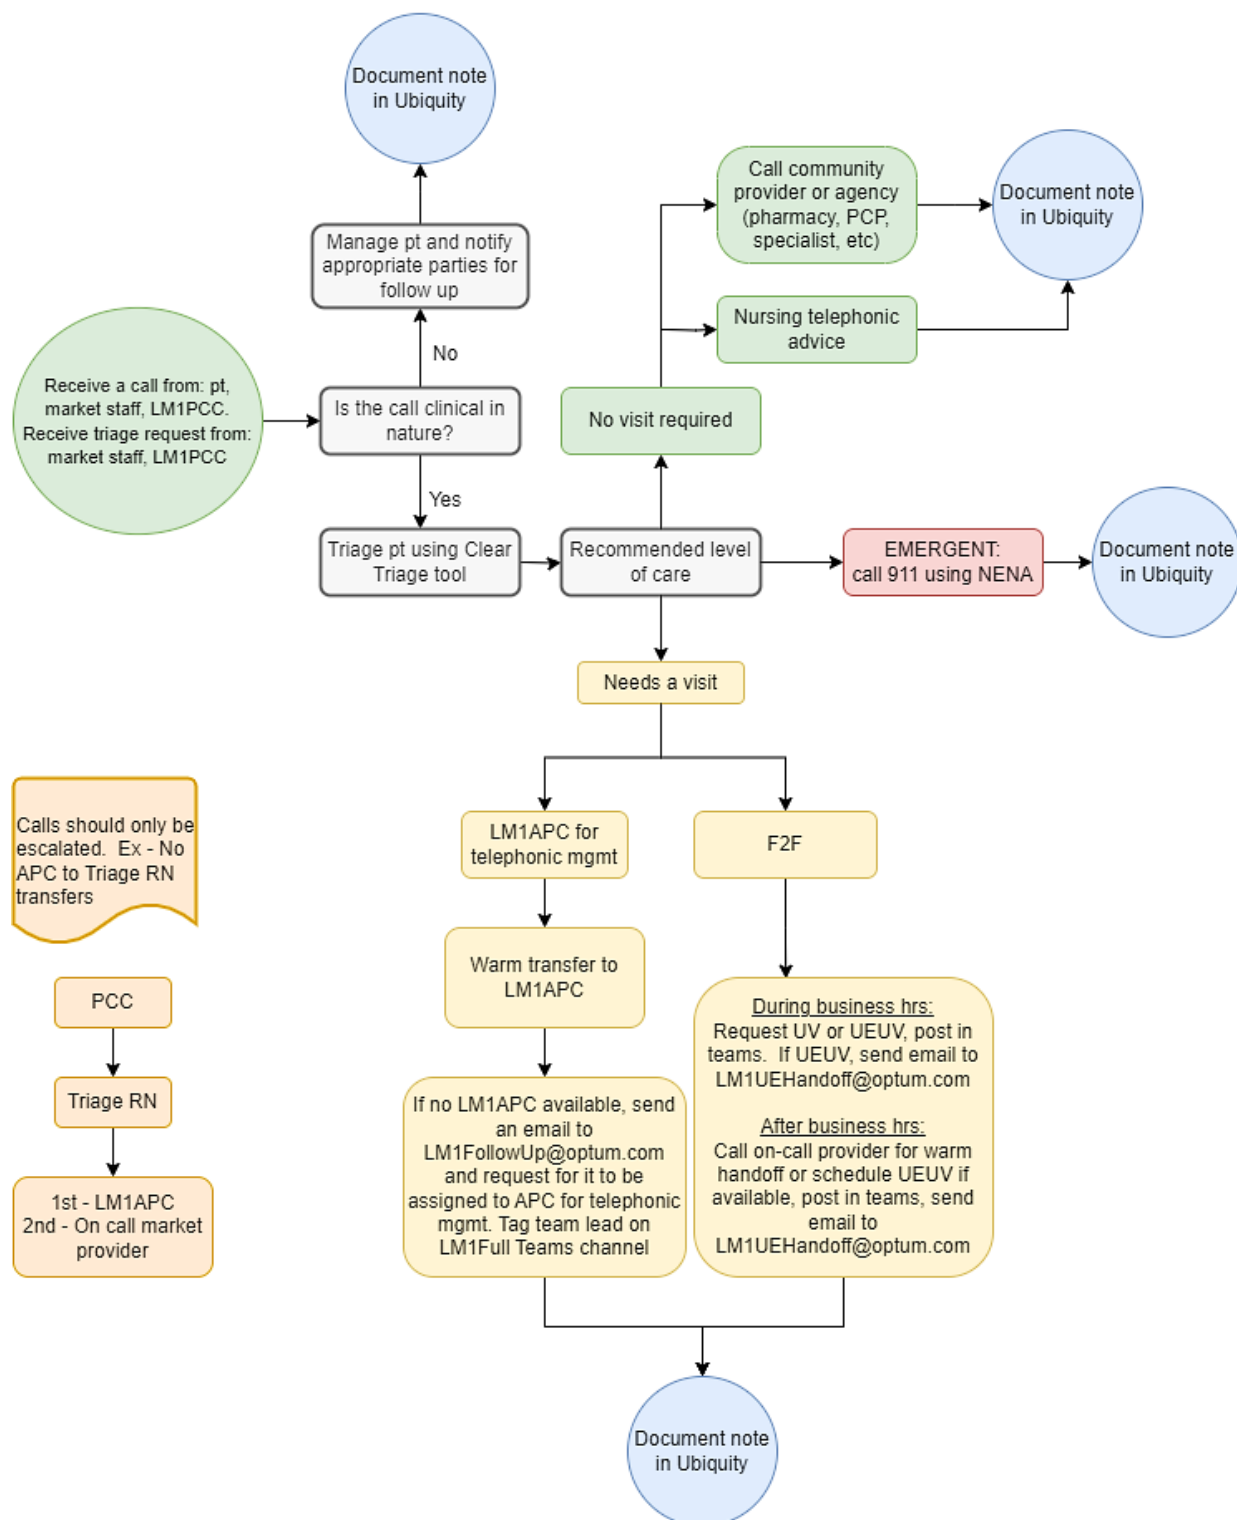 Document note
in Ubiquity
Manage pt and notify
appropriate parties for
follow up
No
Receive a call from: pt,
market staff, LM1PCC.
Receive triage request from:
market staff, LM1PCC
Is the call clinical in
nature?
Yes
Triage pt using Clear
Triage tool
Recommended level
of care
No visit required
Call community
provider or agency
(pharmacy, PCP,
specialist, etc)
Nursing telephonic
advice
Document note
in Ubiquity
EMERGENT:
call 911 using NENA
Document note
in Ubiquity
Needs a visit
LM1APC for
telephonic mgmt
Warm transfer to
LM1APC
If no LM1APC available, send
an email to
LM1FollowUp@optum.com
and request for it to be
assigned to APC for telephonic
mgmt. Tag team lead on
LM1Full Teams channel
F2F
During business hrs:
Request UV or UEUV, post in
teams.  If UEUV, send email to
LM1UEHandoff@optum.com
After business hrs:
Call on-call provider for warm
handoff or schedule UEUV if
available, post in teams, send
email to
LM1UEHandoff@optum.com
Document note
in Ubiquity
Calls should only be
escalated.  Ex - No
APC to Triage RN
transfers
PCC
Triage RN
1st - LM1APC
2nd - On call market
provider